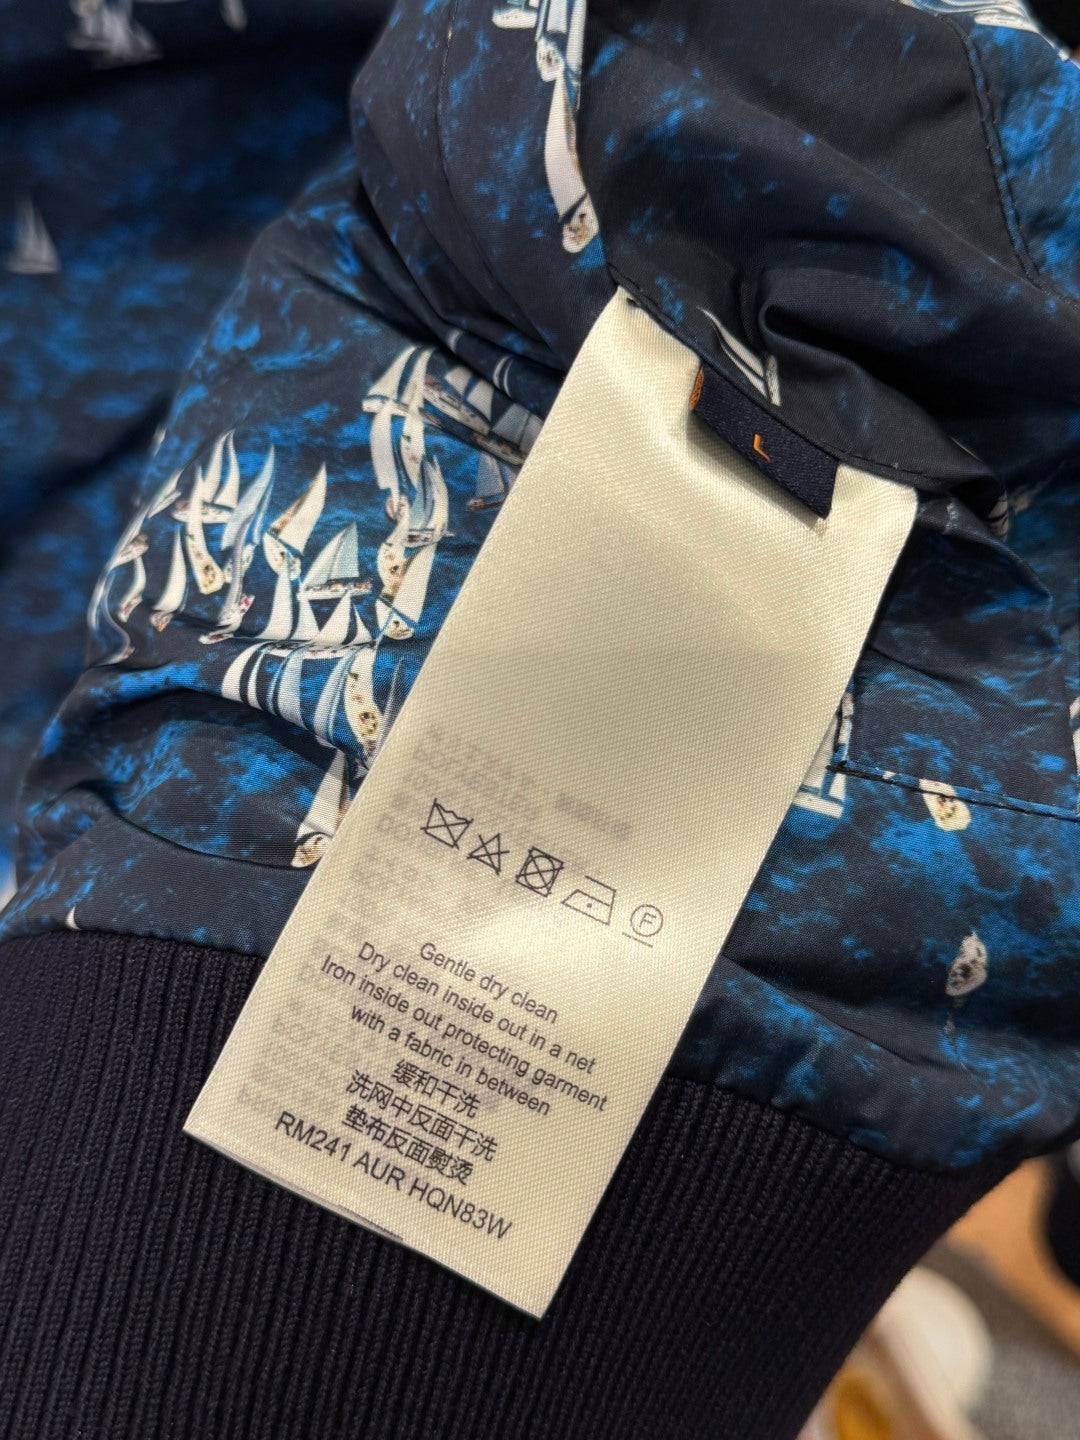 L
F
Gentle dry clean
Dry clean inside out in a net
Iron inside out protecting garment
with a fabric in between
缓和干洗
洗网中反面干洗
垫布反面熨烫
RM241 AUR HQN83W